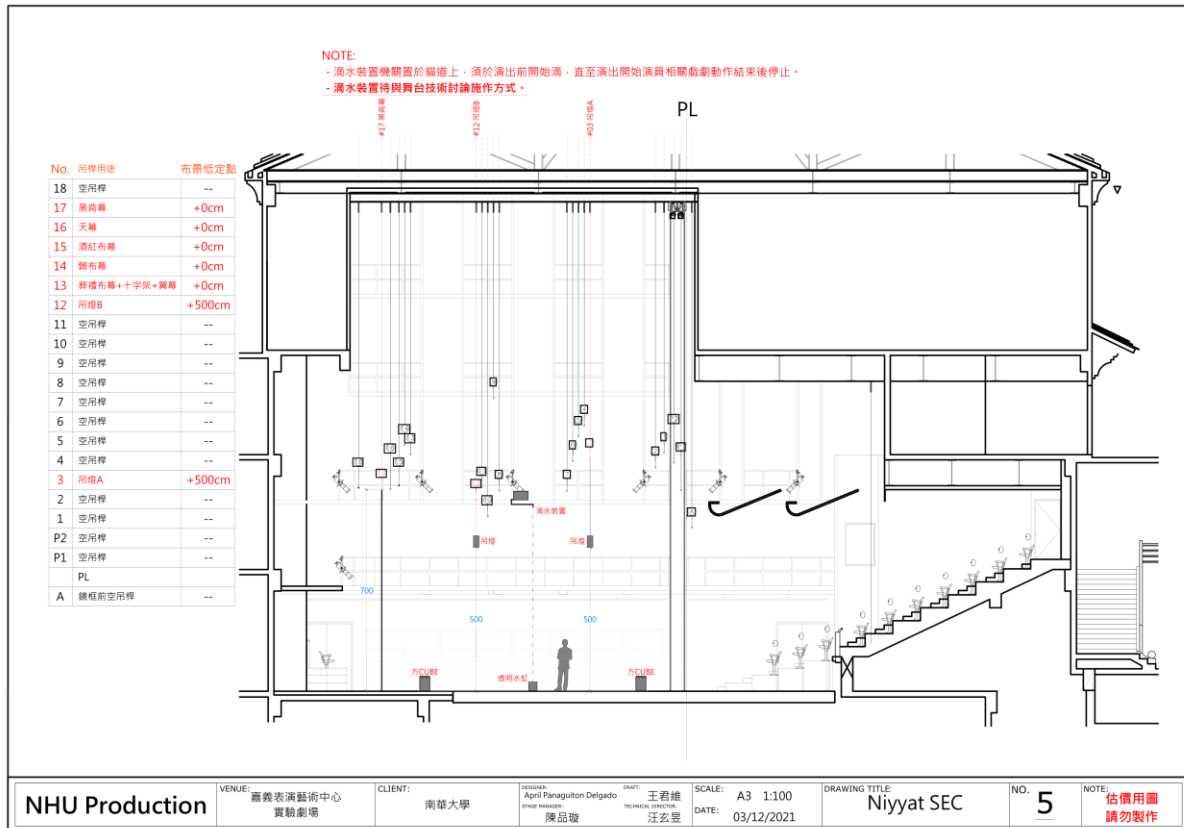 NOTE:
- 滴水裝置機關置於貓道上，須於演出前開始滴，直至演出開始演員相關戲劇動作結束後停止。
- 滴水裝置待與舞台技術討論施作方式。
#17 黑背幕
#12 吊燈B
#03 吊燈A
PL
No. 吊桿用途 布景低定點
18 空吊桿 --
17 黑背幕 +0cm
16 天幕 +0cm
15 酒紅布幕 +0cm
14 髒布幕 +0cm
13 葬禮布幕+十字架+翼幕 +0cm
12 吊燈B +500cm
11 空吊桿 --
10 空吊桿 --
9 空吊桿 --
8 空吊桿 --
7 空吊桿 --
6 空吊桿 --
5 空吊桿 --
4 空吊桿 --
3 吊燈A +500cm
2 空吊桿 --
1 空吊桿 --
P2 空吊桿 --
P1 空吊桿 --
PL
A 鏡框前空吊桿 --
滴水裝置
吊燈
吊燈
700
500
500
方CUBE
透明水缸
方CUBE
NHU Production
VENUE:
嘉義表演藝術中心
實驗劇場
CLIENT:
南華大學
DESIGNER:
April Panaguiton Delgado
DRAFT:
王君維
STAGE MANAGER:
陳品璇
TECHNICAL DIRECTOR:
汪玄昱
SCALE: A3 1:100
DATE: 03/12/2021
DRAWING TITLE:
Niyyat SEC
NO.
5
NOTE:
估價用圖
請勿製作